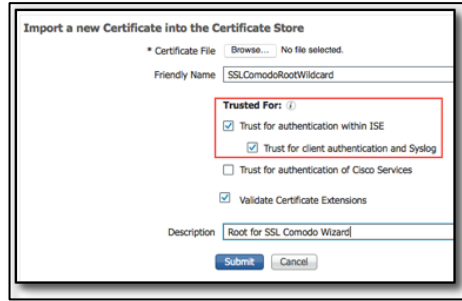 Import a new Certificate into the Certificate Store
* Certificate File Browse... No file selected.
Friendly Name SSLComodoRootWildcard
Trusted For:
Trust for authentication within ISE
Trust for client authentication and Syslog
Trust for authentication of Cisco Services
Validate Certificate Extensions
Description Root for SSL Comodo Wizard
Submit Cancel